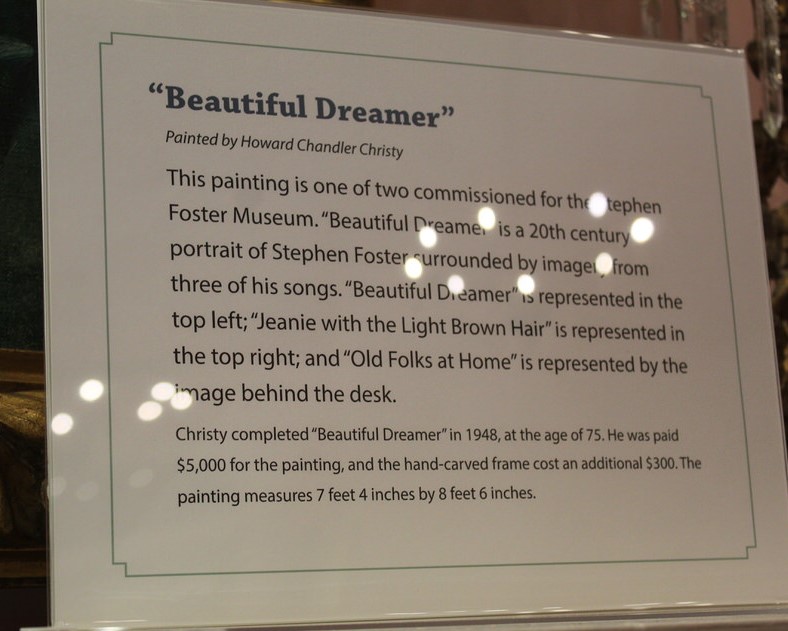 “Beautiful Dreamer”
Painted by Howard Chandler Christy
This painting is one of two commissioned for the Stephen
Foster Museum. “Beautiful Dreamer” is a 20th century
portrait of Stephen Foster surrounded by imagery from
three of his songs. “Beautiful Dreamer” is represented in the
top left; “Jeanie with the Light Brown Hair” is represented in
the top right; and “Old Folks at Home” is represented by the
image behind the desk.
Christy completed “Beautiful Dreamer” in 1948, at the age of 75. He was paid
$5,000 for the painting, and the hand-carved frame cost an additional $300. The
painting measures 7 feet 4 inches by 8 feet 6 inches.